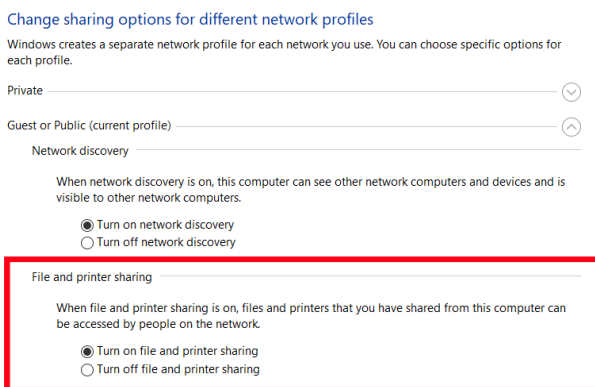 Change sharing options for different network profiles
Windows creates a separate network profile for each network you use. You can choose specific options for
each profile.
Private
Guest or Public (current profile)
Network discovery
When network discovery is on, this computer can see other network computers and devices and is
visible to other network computers.
Turn on network discovery
Turn off network discovery
File and printer sharing
When file and printer sharing is on, files and printers that you have shared from this computer can
be accessed by people on the network.
Turn on file and printer sharing
Turn off file and printer sharing